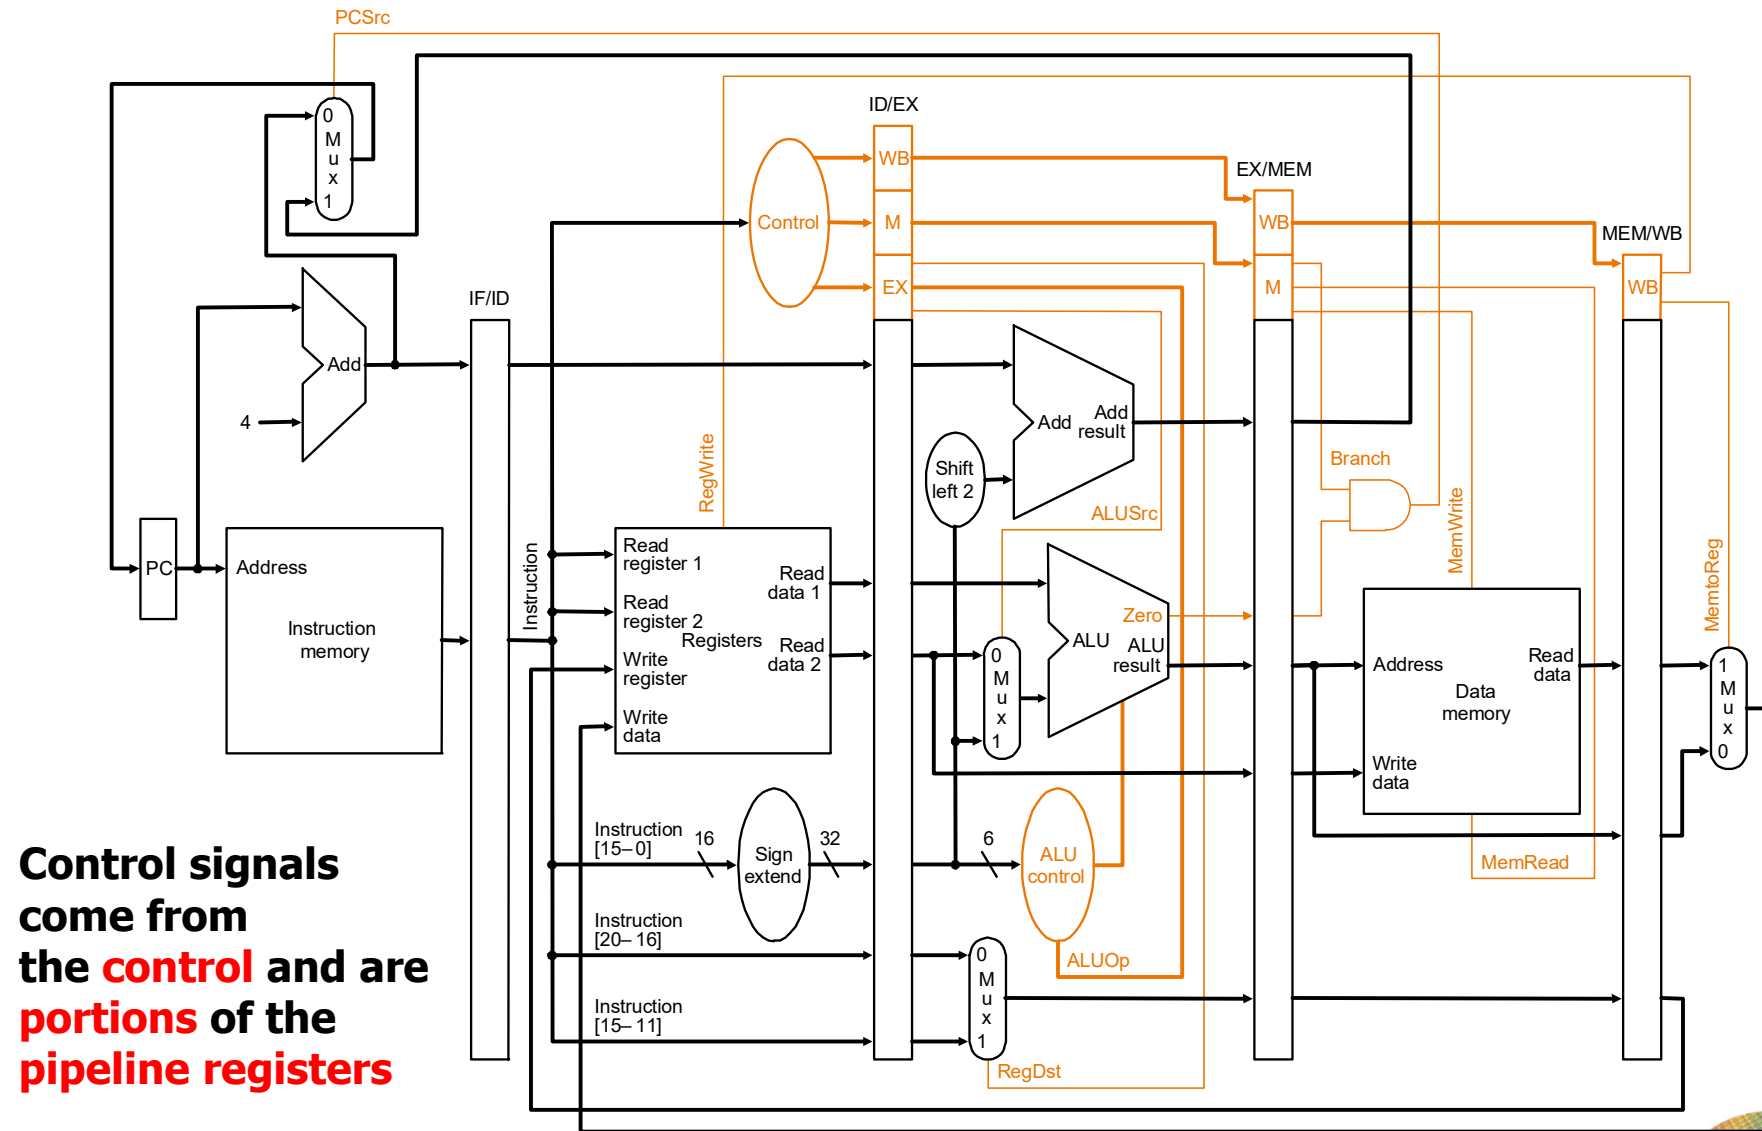 PCSrc
ID/EX
0
M
u
x
1
WB
EX/MEM
Control
M
WB
MEM/WB
EX
M
WB
IF/ID
Add
4
Add
Add
result
Shift
left 2
RegWrite
Branch
ALUSrc
MemWrite
MemtoReg
PC
Address
Instruction
memory
Instruction
Read
register 1
Read
register 2
Write
register
Write
data
Registers
Read
data 1
Read
data 2
0
M
u
x
1
Zero
ALU
ALU
result
Address
Read
data
Data
memory
Write
data
1
M
u
x
0
Instruction
[15–0]
16
Sign
extend
32
6
ALU
control
MemRead
Instruction
[20–16]
Instruction
[15–11]
0
M
u
x
1
ALUOp
RegDst
Control signals
come from
the control and are
portions of the
pipeline registers